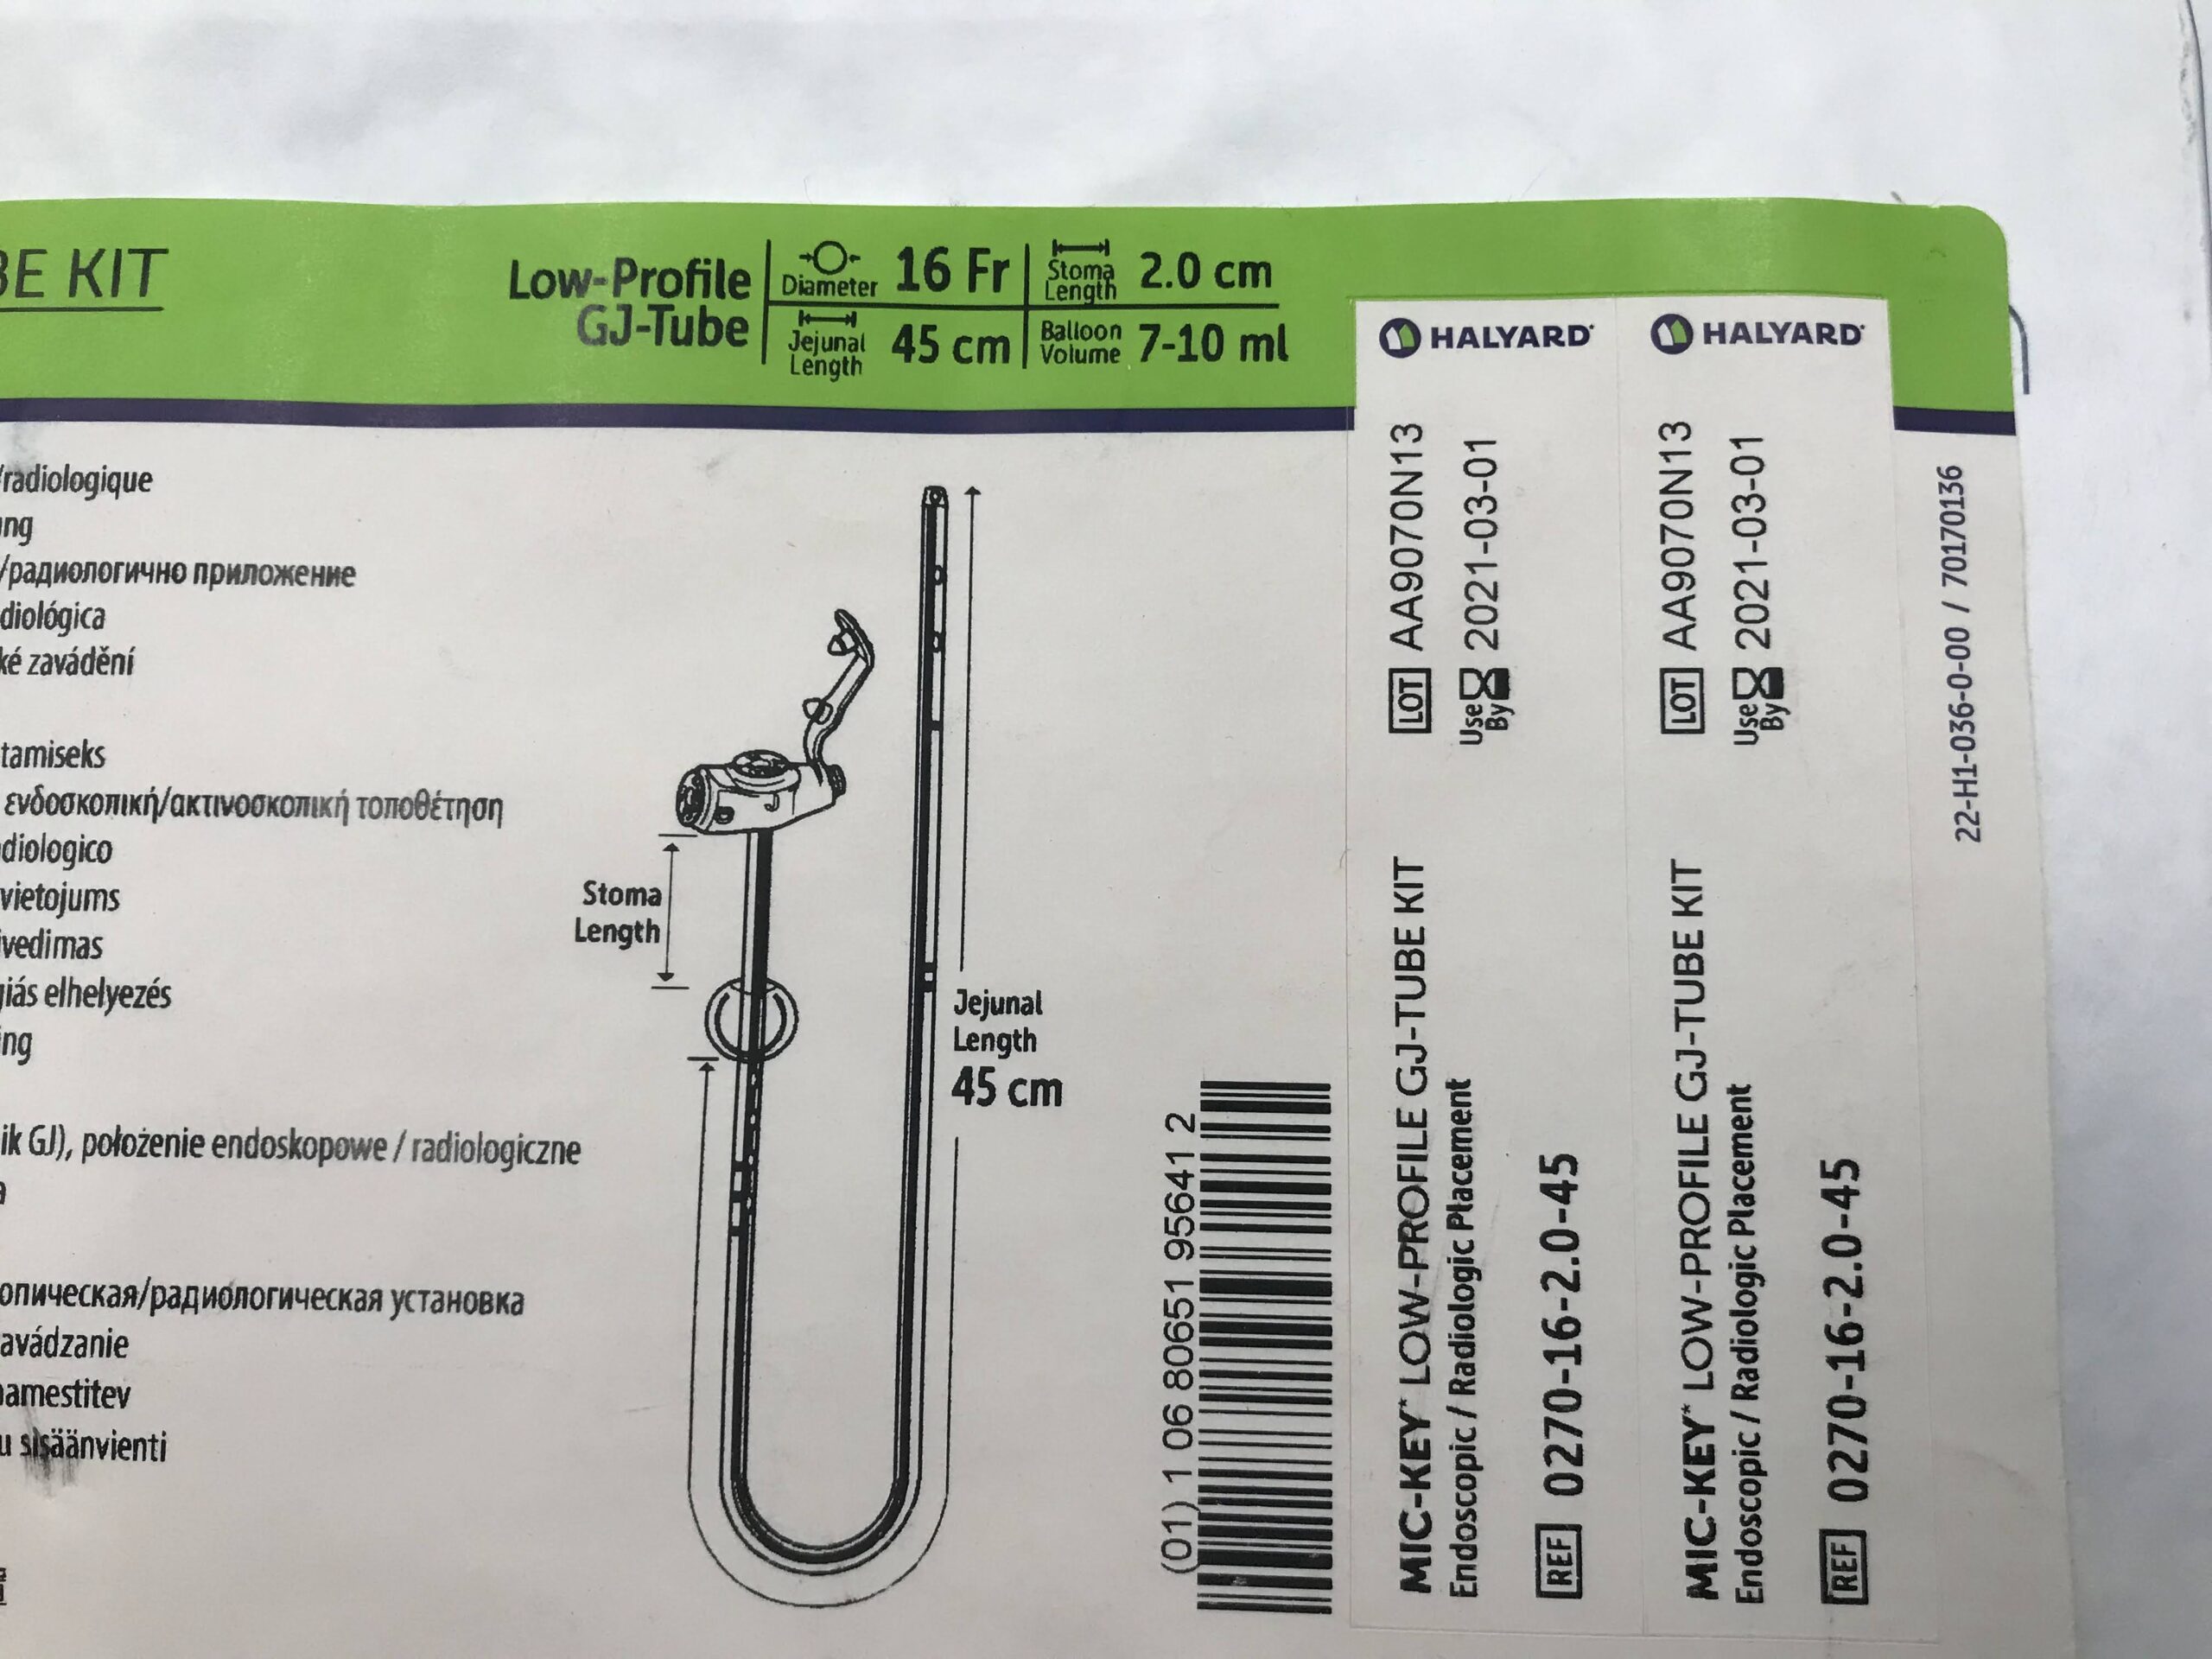 BE KIT
Low-Profile
GJ-Tube
Diameter 16 Fr
Stoma
Length 2.0 cm
Jejunal
Length 45 cm
Balloon
Volume 7-10 ml
/radiologique
ung
/радиологично приложение
diológica
ké zavádění
tamiseks
ενδοσκοπική/ακτινοσκοπική τοποθέτηση
diologico
vietojums
ivedimas
giás elhelyezés
ing
ik GJ), położenie endoskopowe / radiologiczne
опическая/радиологическая установка
avádzanie
namestitev
u sisäänvienti
J
Stoma
Length
Jejunal
Length
45 cm
(01) 1 06 80651 95641 2
HALYARD*
LOT AA9070N13
Use By 2021-03-01
MIC-KEY* LOW-PROFILE GJ-TUBE KIT
Endoscopic / Radiologic Placement
REF 0270-16-2.0-45
HALYARD*
LOT AA9070N13
Use By 2021-03-01
MIC-KEY* LOW-PROFILE GJ-TUBE KIT
Endoscopic / Radiologic Placement
REF 0270-16-2.0-45
22-H1-036-0-00 / 70170136